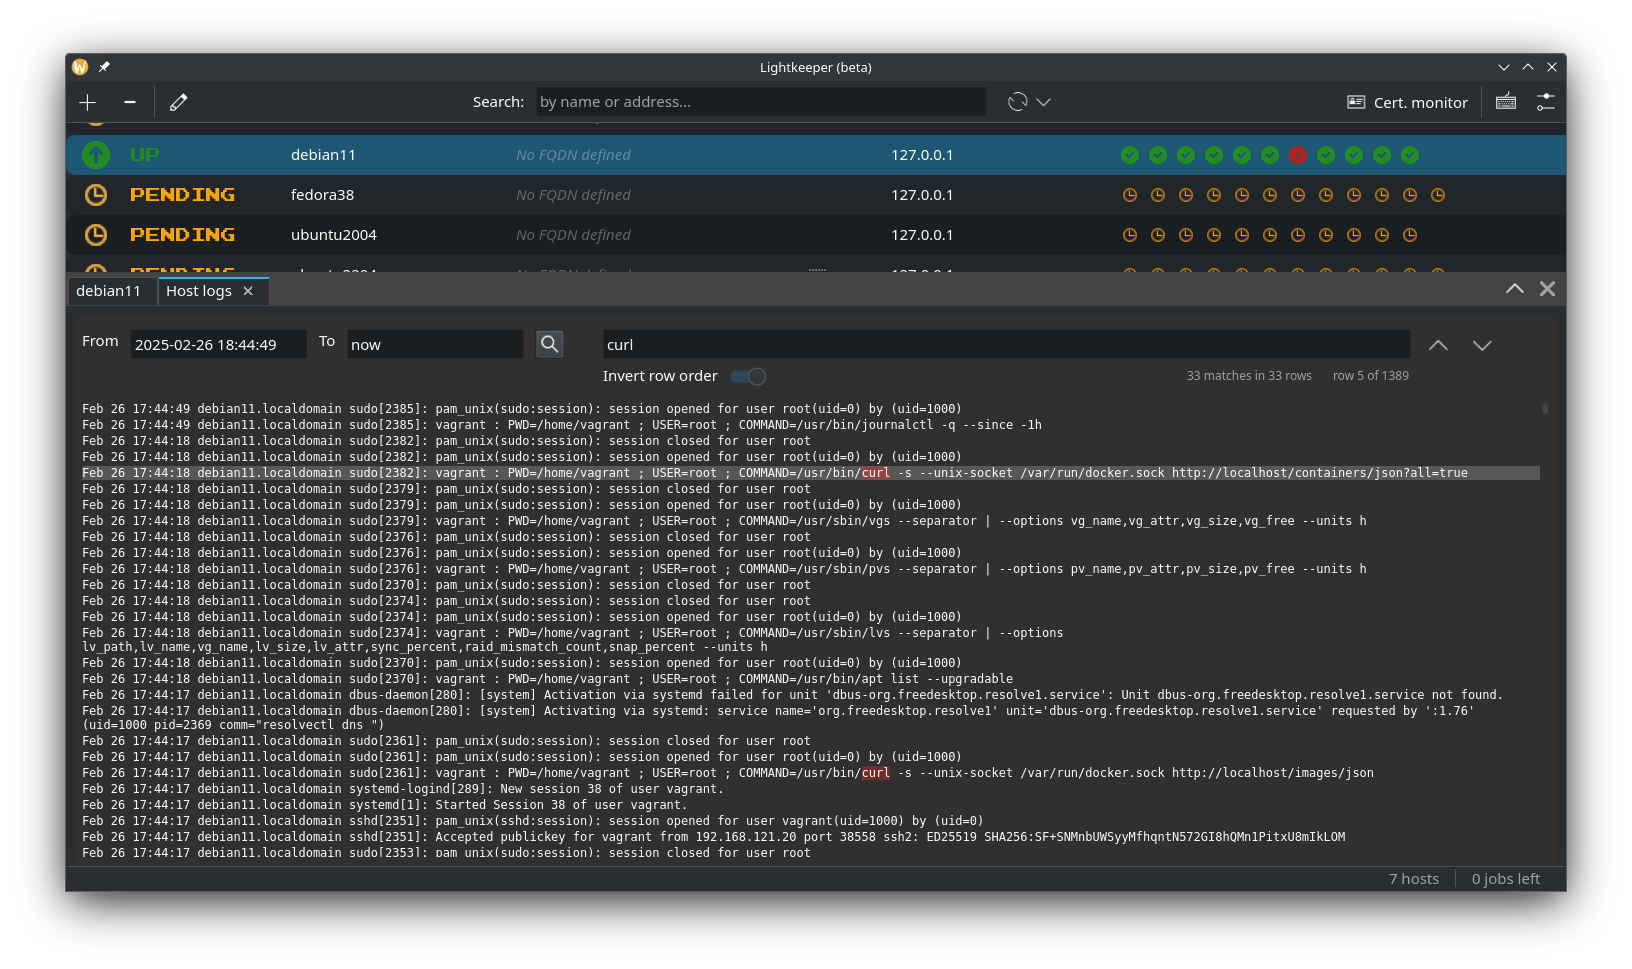 Lightkeeper (beta)
Search: by name or address...
Cert. monitor
UP debian11 No FQDN defined 127.0.0.1
PENDING fedora38 No FQDN defined 127.0.0.1
PENDING ubuntu2004 No FQDN defined 127.0.0.1
debian11 Host logs
From 2025-02-26 18:44:49 To now curl
Invert row order 33 matches in 33 rows row 5 of 1389
Feb 26 17:44:49 debian11.localdomain sudo[2385]: pam_unix(sudo:session): session opened for user root(uid=0) by (uid=1000)
Feb 26 17:44:49 debian11.localdomain sudo[2385]: vagrant : PWD=/home/vagrant ; USER=root ; COMMAND=/usr/bin/journalctl -q --since -1h
Feb 26 17:44:18 debian11.localdomain sudo[2382]: pam_unix(sudo:session): session closed for user root
Feb 26 17:44:18 debian11.localdomain sudo[2382]: pam_unix(sudo:session): session opened for user root(uid=0) by (uid=1000)
Feb 26 17:44:18 debian11.localdomain sudo[2382]: vagrant : PWD=/home/vagrant ; USER=root ; COMMAND=/usr/bin/curl -s --unix-socket /var/run/docker.sock http://localhost/containers/json?all=true
Feb 26 17:44:18 debian11.localdomain sudo[2379]: pam_unix(sudo:session): session closed for user root
Feb 26 17:44:18 debian11.localdomain sudo[2379]: pam_unix(sudo:session): session opened for user root(uid=0) by (uid=1000)
Feb 26 17:44:18 debian11.localdomain sudo[2379]: vagrant : PWD=/home/vagrant ; USER=root ; COMMAND=/usr/sbin/vgs --separator | --options vg_name,vg_attr,vg_size,vg_free --units h
Feb 26 17:44:18 debian11.localdomain sudo[2376]: pam_unix(sudo:session): session closed for user root
Feb 26 17:44:18 debian11.localdomain sudo[2376]: pam_unix(sudo:session): session opened for user root(uid=0) by (uid=1000)
Feb 26 17:44:18 debian11.localdomain sudo[2376]: vagrant : PWD=/home/vagrant ; USER=root ; COMMAND=/usr/sbin/pvs --separator | --options pv_name,pv_attr,pv_size,pv_free --units h
Feb 26 17:44:18 debian11.localdomain sudo[2370]: pam_unix(sudo:session): session closed for user root
Feb 26 17:44:18 debian11.localdomain sudo[2374]: pam_unix(sudo:session): session closed for user root
Feb 26 17:44:18 debian11.localdomain sudo[2374]: pam_unix(sudo:session): session opened for user root(uid=0) by (uid=1000)
Feb 26 17:44:18 debian11.localdomain sudo[2374]: vagrant : PWD=/home/vagrant ; USER=root ; COMMAND=/usr/sbin/lvs --separator | --options
lv_path,lv_name,vg_name,lv_size,lv_attr,sync_percent,raid_mismatch_count,snap_percent --units h
Feb 26 17:44:18 debian11.localdomain sudo[2370]: pam_unix(sudo:session): session opened for user root(uid=0) by (uid=1000)
Feb 26 17:44:18 debian11.localdomain sudo[2370]: vagrant : PWD=/home/vagrant ; USER=root ; COMMAND=/usr/bin/apt list --upgradable
Feb 26 17:44:17 debian11.localdomain dbus-daemon[280]: [system] Activation via systemd failed for unit 'dbus-org.freedesktop.resolve1.service': Unit dbus-org.freedesktop.resolve1.service not found.
Feb 26 17:44:17 debian11.localdomain dbus-daemon[280]: [system] Activating via systemd: service name='org.freedesktop.resolve1' unit='dbus-org.freedesktop.resolve1.service' requested by ':1.76'
(uid=1000 pid=2369 comm="resolvectl dns ")
Feb 26 17:44:17 debian11.localdomain sudo[2361]: pam_unix(sudo:session): session closed for user root
Feb 26 17:44:17 debian11.localdomain sudo[2361]: pam_unix(sudo:session): session opened for user root(uid=0) by (uid=1000)
Feb 26 17:44:17 debian11.localdomain sudo[2361]: vagrant : PWD=/home/vagrant ; USER=root ; COMMAND=/usr/bin/curl -s --unix-socket /var/run/docker.sock http://localhost/images/json
Feb 26 17:44:17 debian11.localdomain systemd-logind[289]: New session 38 of user vagrant.
Feb 26 17:44:17 debian11.localdomain systemd[1]: Started Session 38 of user vagrant.
Feb 26 17:44:17 debian11.localdomain sshd[2351]: pam_unix(sshd:session): session opened for user vagrant(uid=1000) by (uid=0)
Feb 26 17:44:17 debian11.localdomain sshd[2351]: Accepted publickey for vagrant from 192.168.121.20 port 38558 ssh2: ED25519 SHA256:SF+SNMnbUWSyyMfhqntN572GI8hQMn1PitxU8mIkLOM
Feb 26 17:44:17 debian11.localdomain sudo[2353]: pam_unix(sudo:session): session closed for user root
7 hosts 0 jobs left